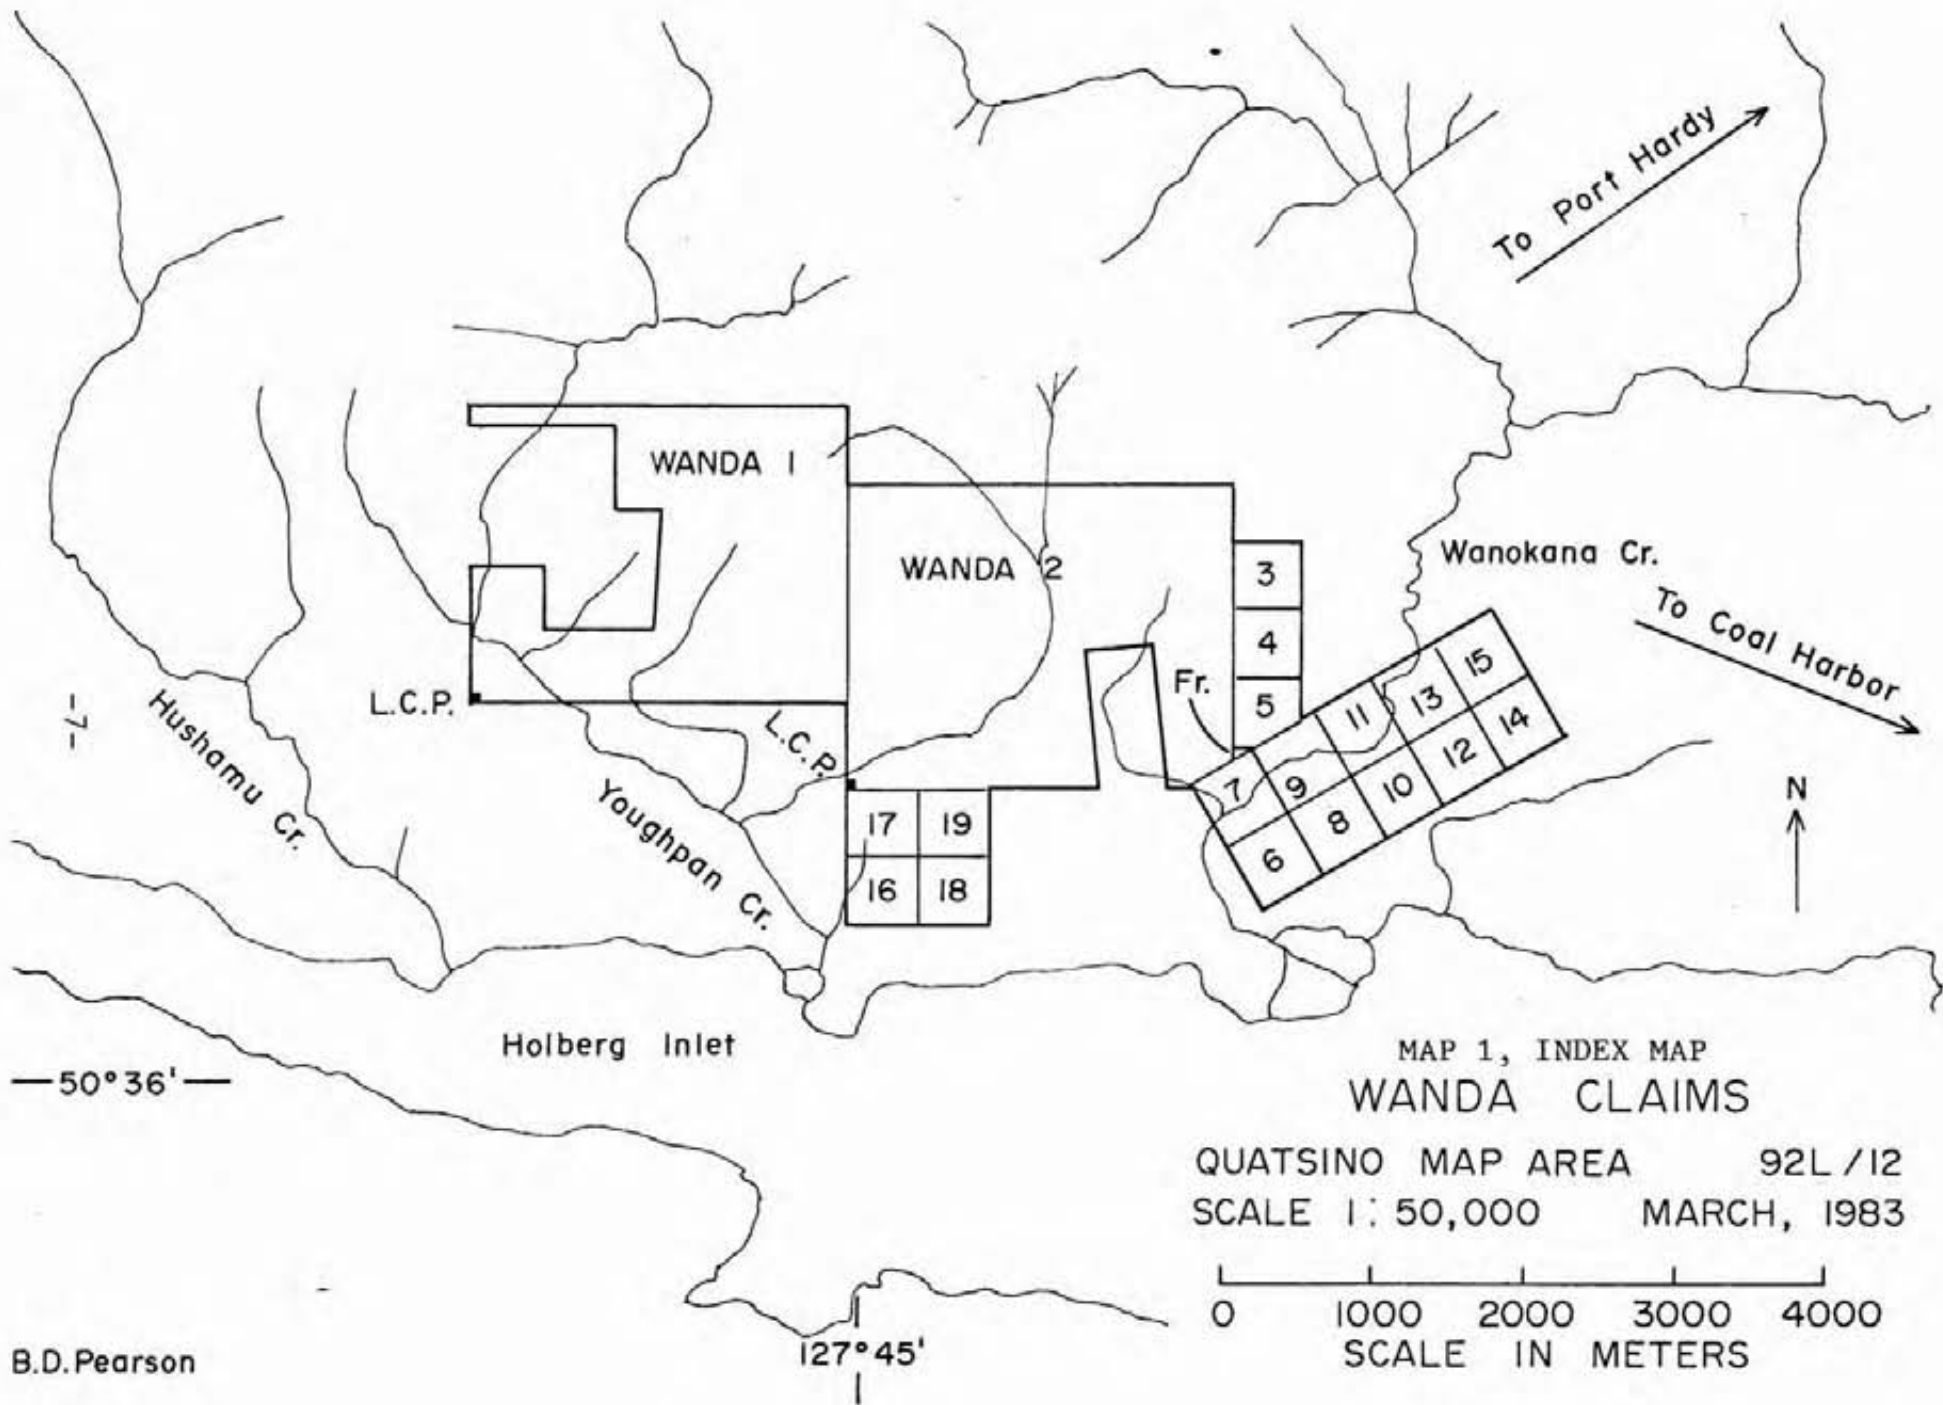 To Port Hardy
WANDA 1
WANDA 2
Wanokana Cr.
To Coal Harbor
3
4
5
Fr.
L.C.P.
L.C.P.
Hushamu Cr.
Youghpan Cr.
15
13
11
9
7
14
12
10
8
6
17 19
16 18
N
-7-
Holberg Inlet
50°36'
127°45'
MAP 1, INDEX MAP
WANDA CLAIMS
QUATSINO MAP AREA 92L/12
SCALE 1:50,000 MARCH, 1983
0 1000 2000 3000 4000
SCALE IN METERS
B.D.Pearson